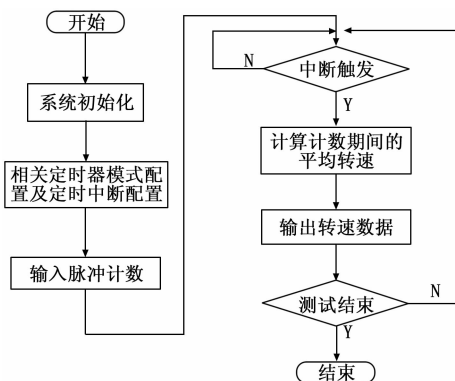 开始
系统初始化
相关定时器模式配
置及定时中断配置
输入脉冲计数
中断触发
N
Y
计算计数期间的
平均转速
输出转速数据
测试结束
N
Y
结束